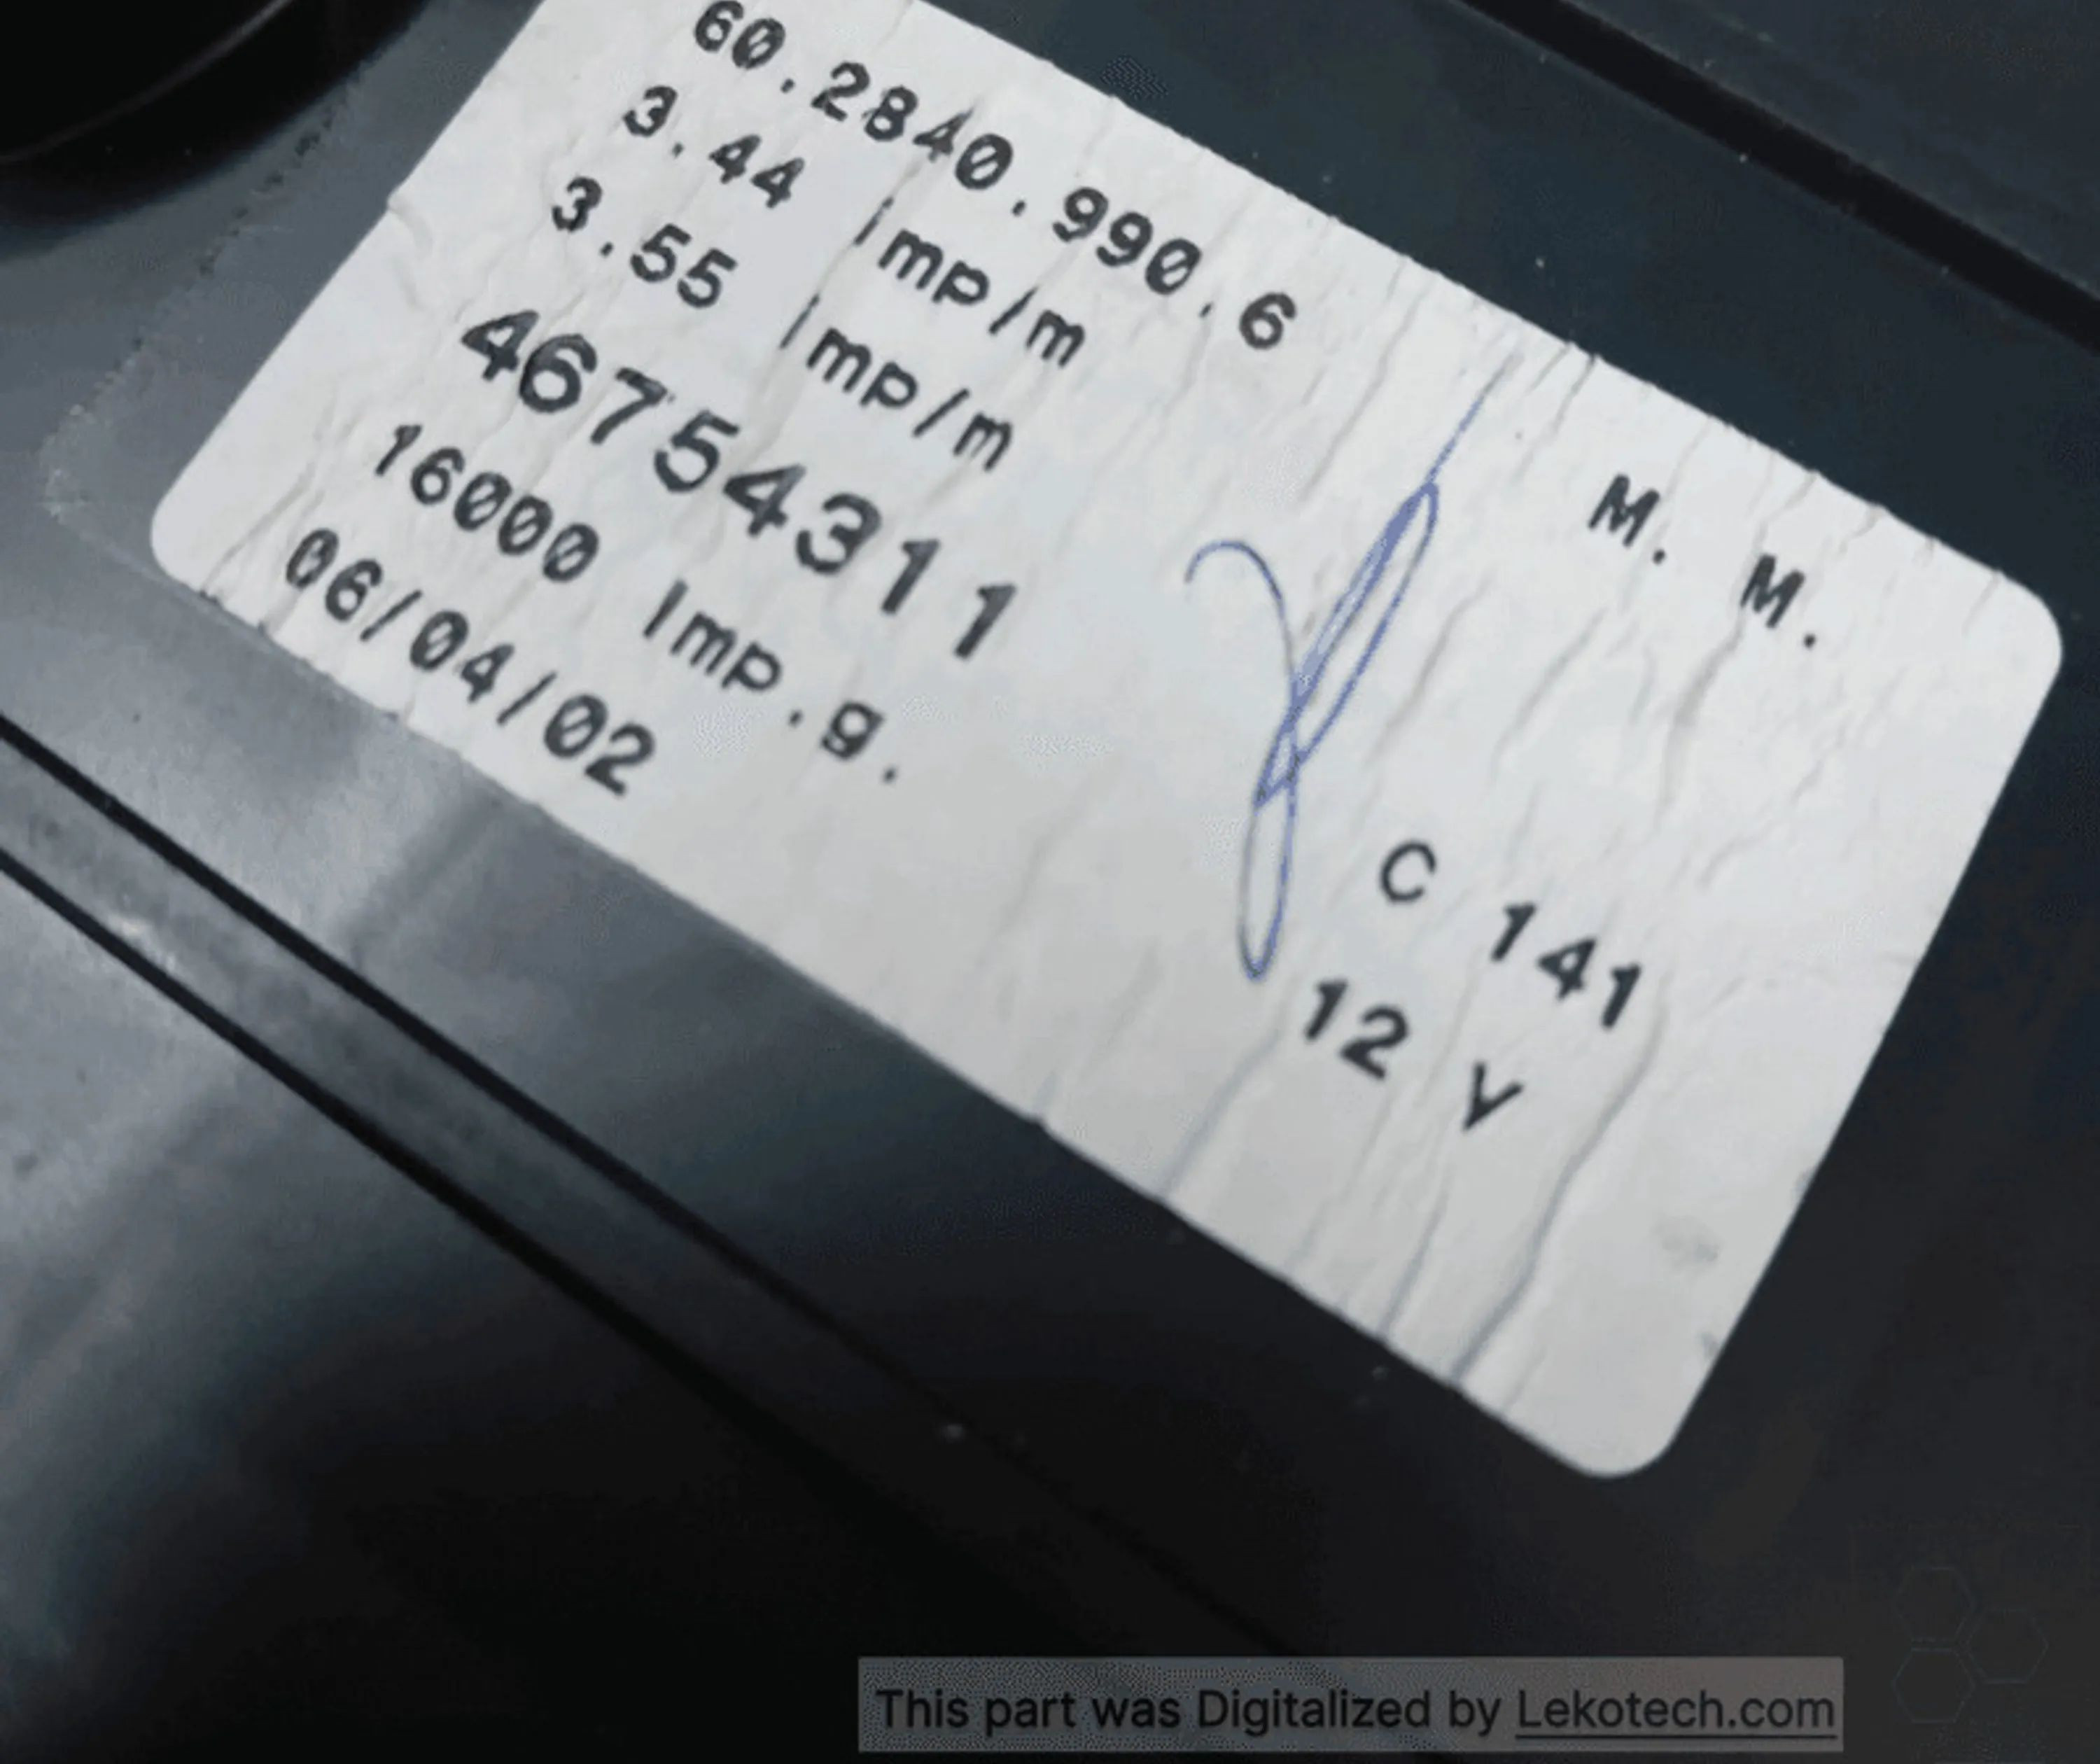 60.2840.990.6
3.44 Imp/m
3.55 Imp/m
46754311
16000 Imp.g.
06/04/02
M. M.
C 141
12 V
This part was Digitalized by Lekotech.com